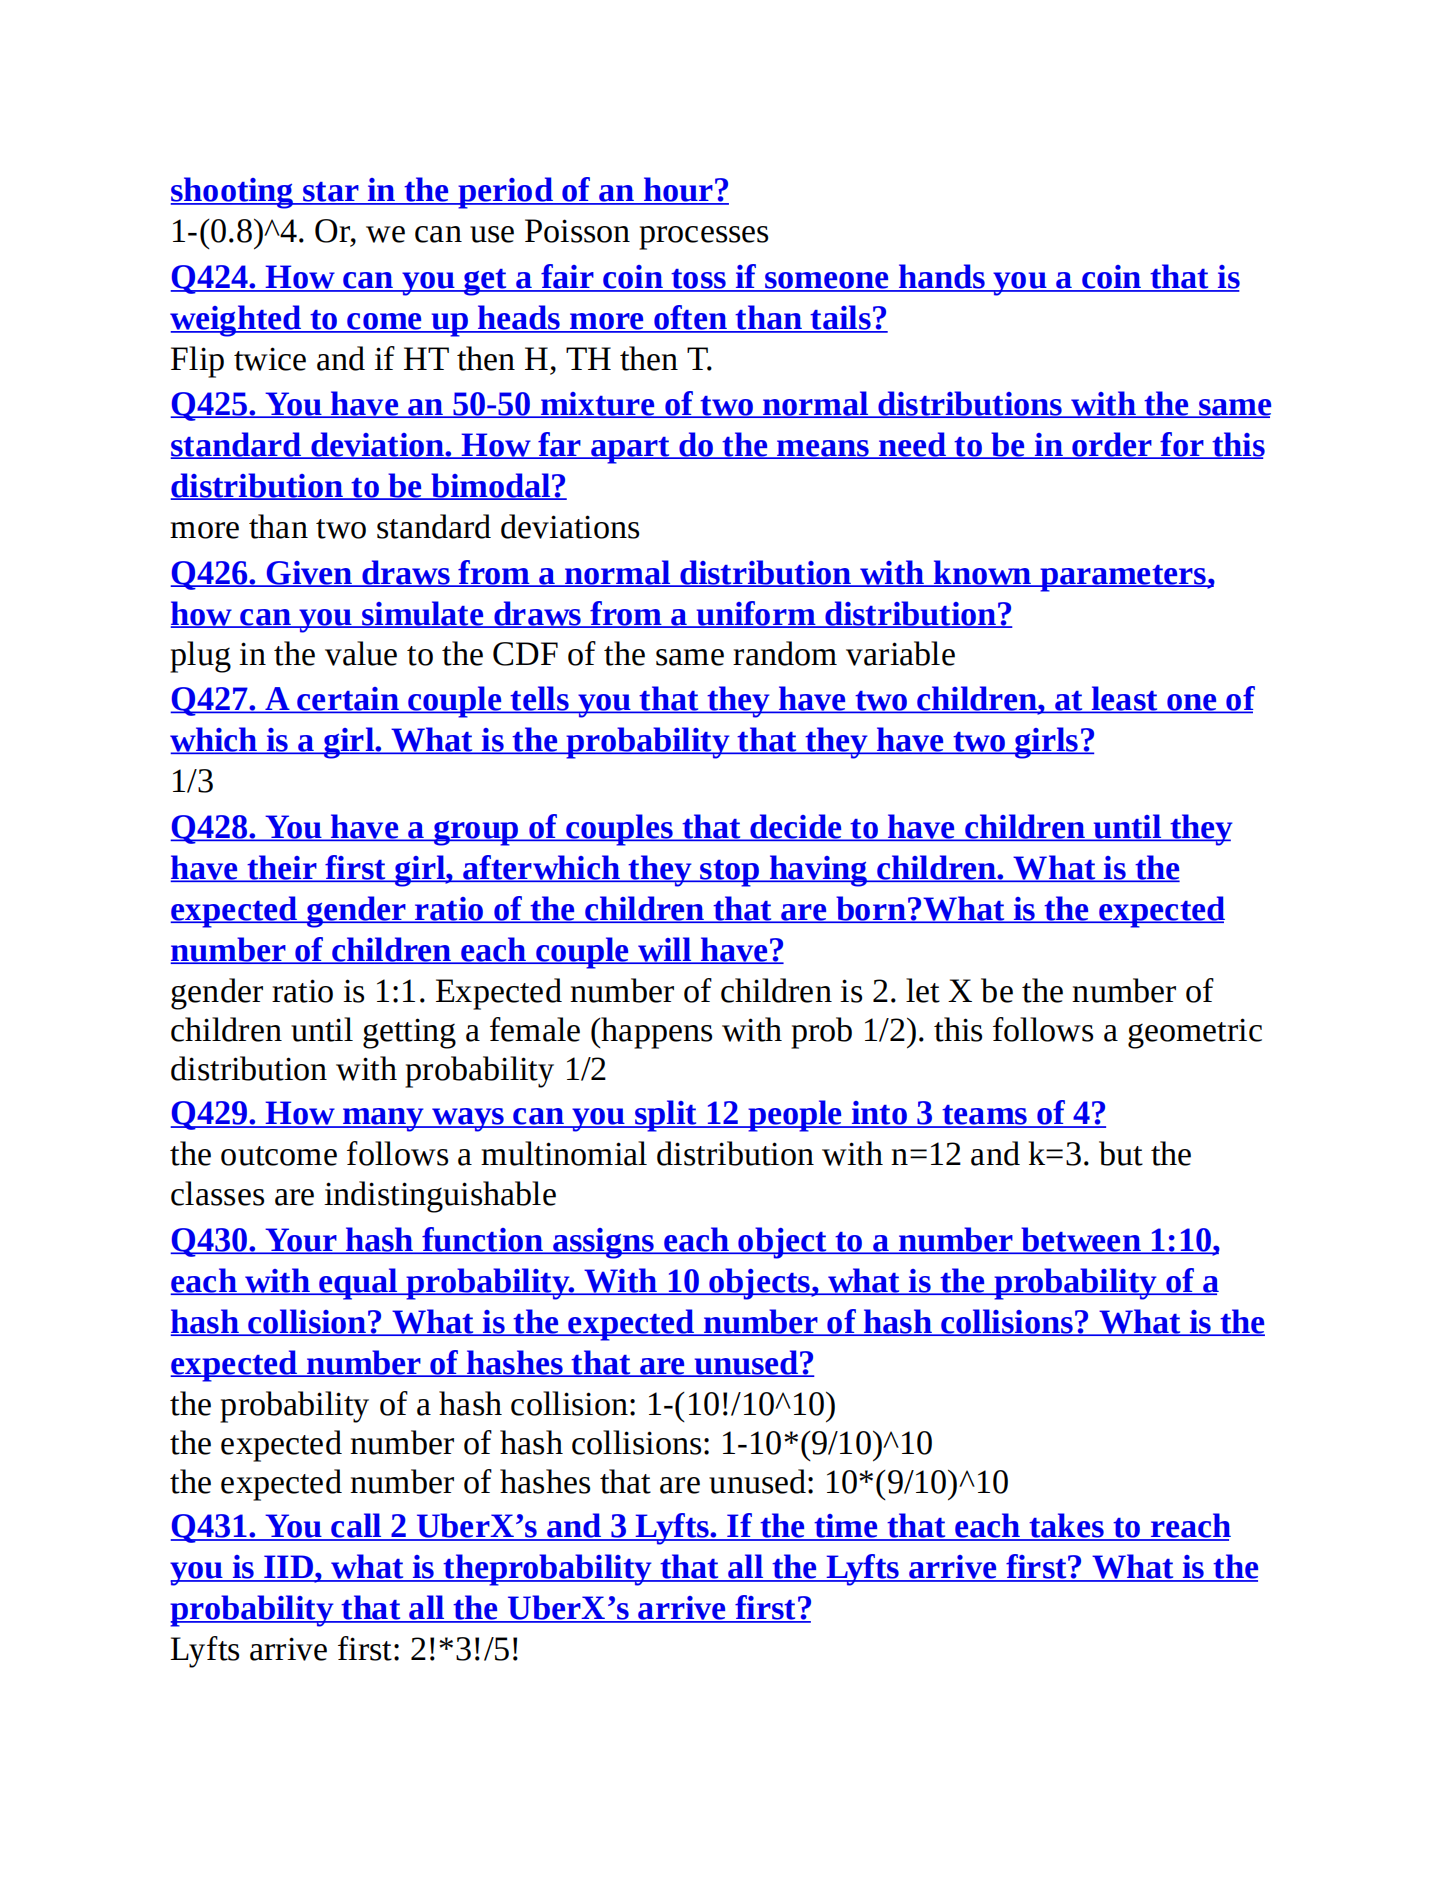 shooting star in the period of an hour?
1-(0.8)^4. Or, we can use Poisson processes
Q424. How can you get a fair coin toss if someone hands you a coin that is
weighted to come up heads more often than tails?
Flip twice and if HT then H, TH then T.
Q425. You have an 50-50 mixture of two normal distributions with the same
standard deviation. How far apart do the means need to be in order for this
distribution to be bimodal?
more than two standard deviations
Q426. Given draws from a normal distribution with known parameters,
how can you simulate draws from a uniform distribution?
plug in the value to the CDF of the same random variable
Q427. A certain couple tells you that they have two children, at least one of
which is a girl. What is the probability that they have two girls?
1/3
Q428. You have a group of couples that decide to have children until they
have their first girl, afterwhich they stop having children. What is the
expected gender ratio of the children that are born?What is the expected
number of children each couple will have?
gender ratio is 1:1. Expected number of children is 2. let X be the number of
children until getting a female (happens with prob 1/2). this follows a geometric
distribution with probability 1/2
Q429. How many ways can you split 12 people into 3 teams of 4?
the outcome follows a multinomial distribution with n=12 and k=3. but the
classes are indistinguishable
Q430. Your hash function assigns each object to a number between 1:10,
each with equal probability. With 10 objects, what is the probability of a
hash collision? What is the expected number of hash collisions? What is the
expected number of hashes that are unused?
the probability of a hash collision: 1-(10!/10^10)
the expected number of hash collisions: 1-10*(9/10)^10
the expected number of hashes that are unused: 10*(9/10)^10
Q431. You call 2 UberX’s and 3 Lyfts. If the time that each takes to reach
you is IID, what is theprobability that all the Lyfts arrive first? What is the
probability that all the UberX’s arrive first?
Lyfts arrive first: 2!*3!/5!